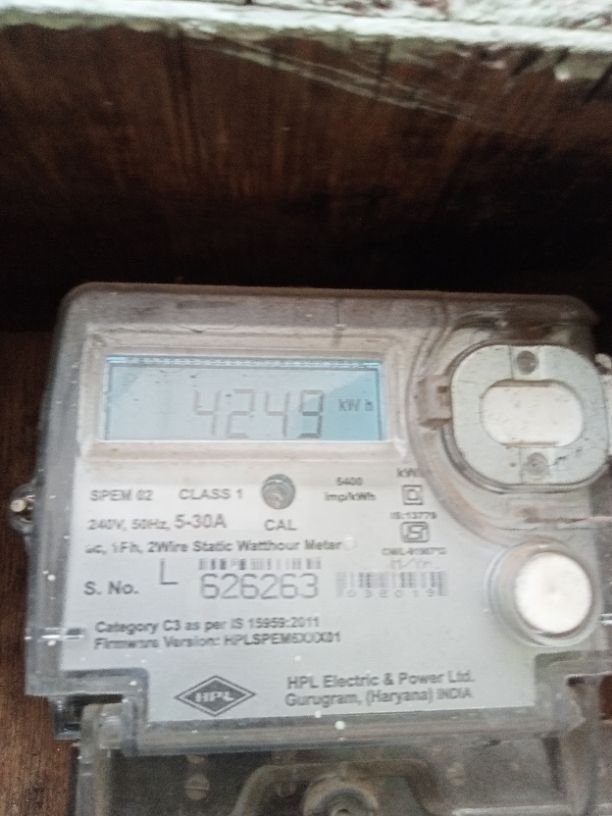 4249 kWh
SPEM 02 CLASS 1
5400
imp/kWh
240V, 50Hz, 5-30A CAL
ac, 1Ph, 2Wire Static Watthour Meter
IS:13779
S. No. L 626263
032019
Category C3 as per IS 15959:2011
Firmware Version:
HPL
HPL Electric & Power Ltd.
Gurugram, (Haryana) INDIA